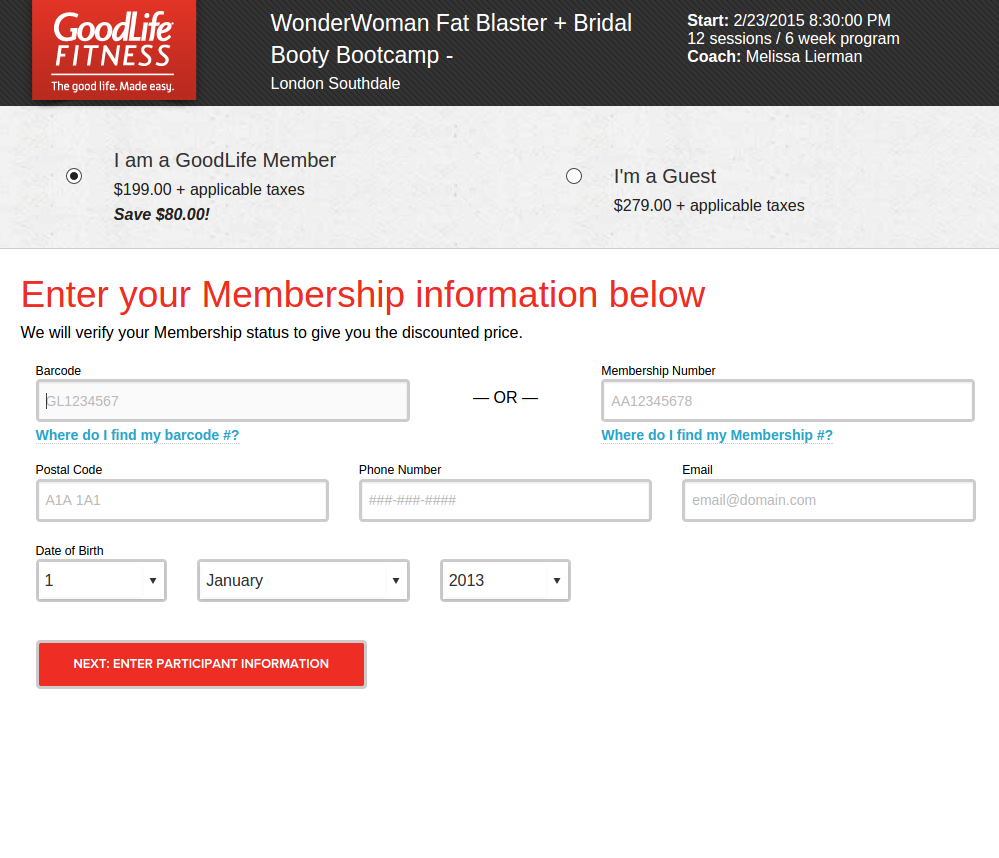 GoodLife
FITNESS
The good life. Made easy.
WonderWoman Fat Blaster + Bridal
Booty Bootcamp -
London Southdale
Start: 2/23/2015 8:30:00 PM
12 sessions / 6 week program
Coach: Melissa Lierman
I am a GoodLife Member
$199.00 + applicable taxes
Save $80.00!
I'm a Guest
$279.00 + applicable taxes
Enter your Membership information below
We will verify your Membership status to give you the discounted price.
Barcode
GL1234567
Where do I find my barcode #?
— OR —
Membership Number
AA12345678
Where do I find my Membership #?
Postal Code
A1A 1A1
Phone Number
###-###-####
Email
email@domain.com
Date of Birth
1
January
2013
NEXT: ENTER PARTICIPANT INFORMATION